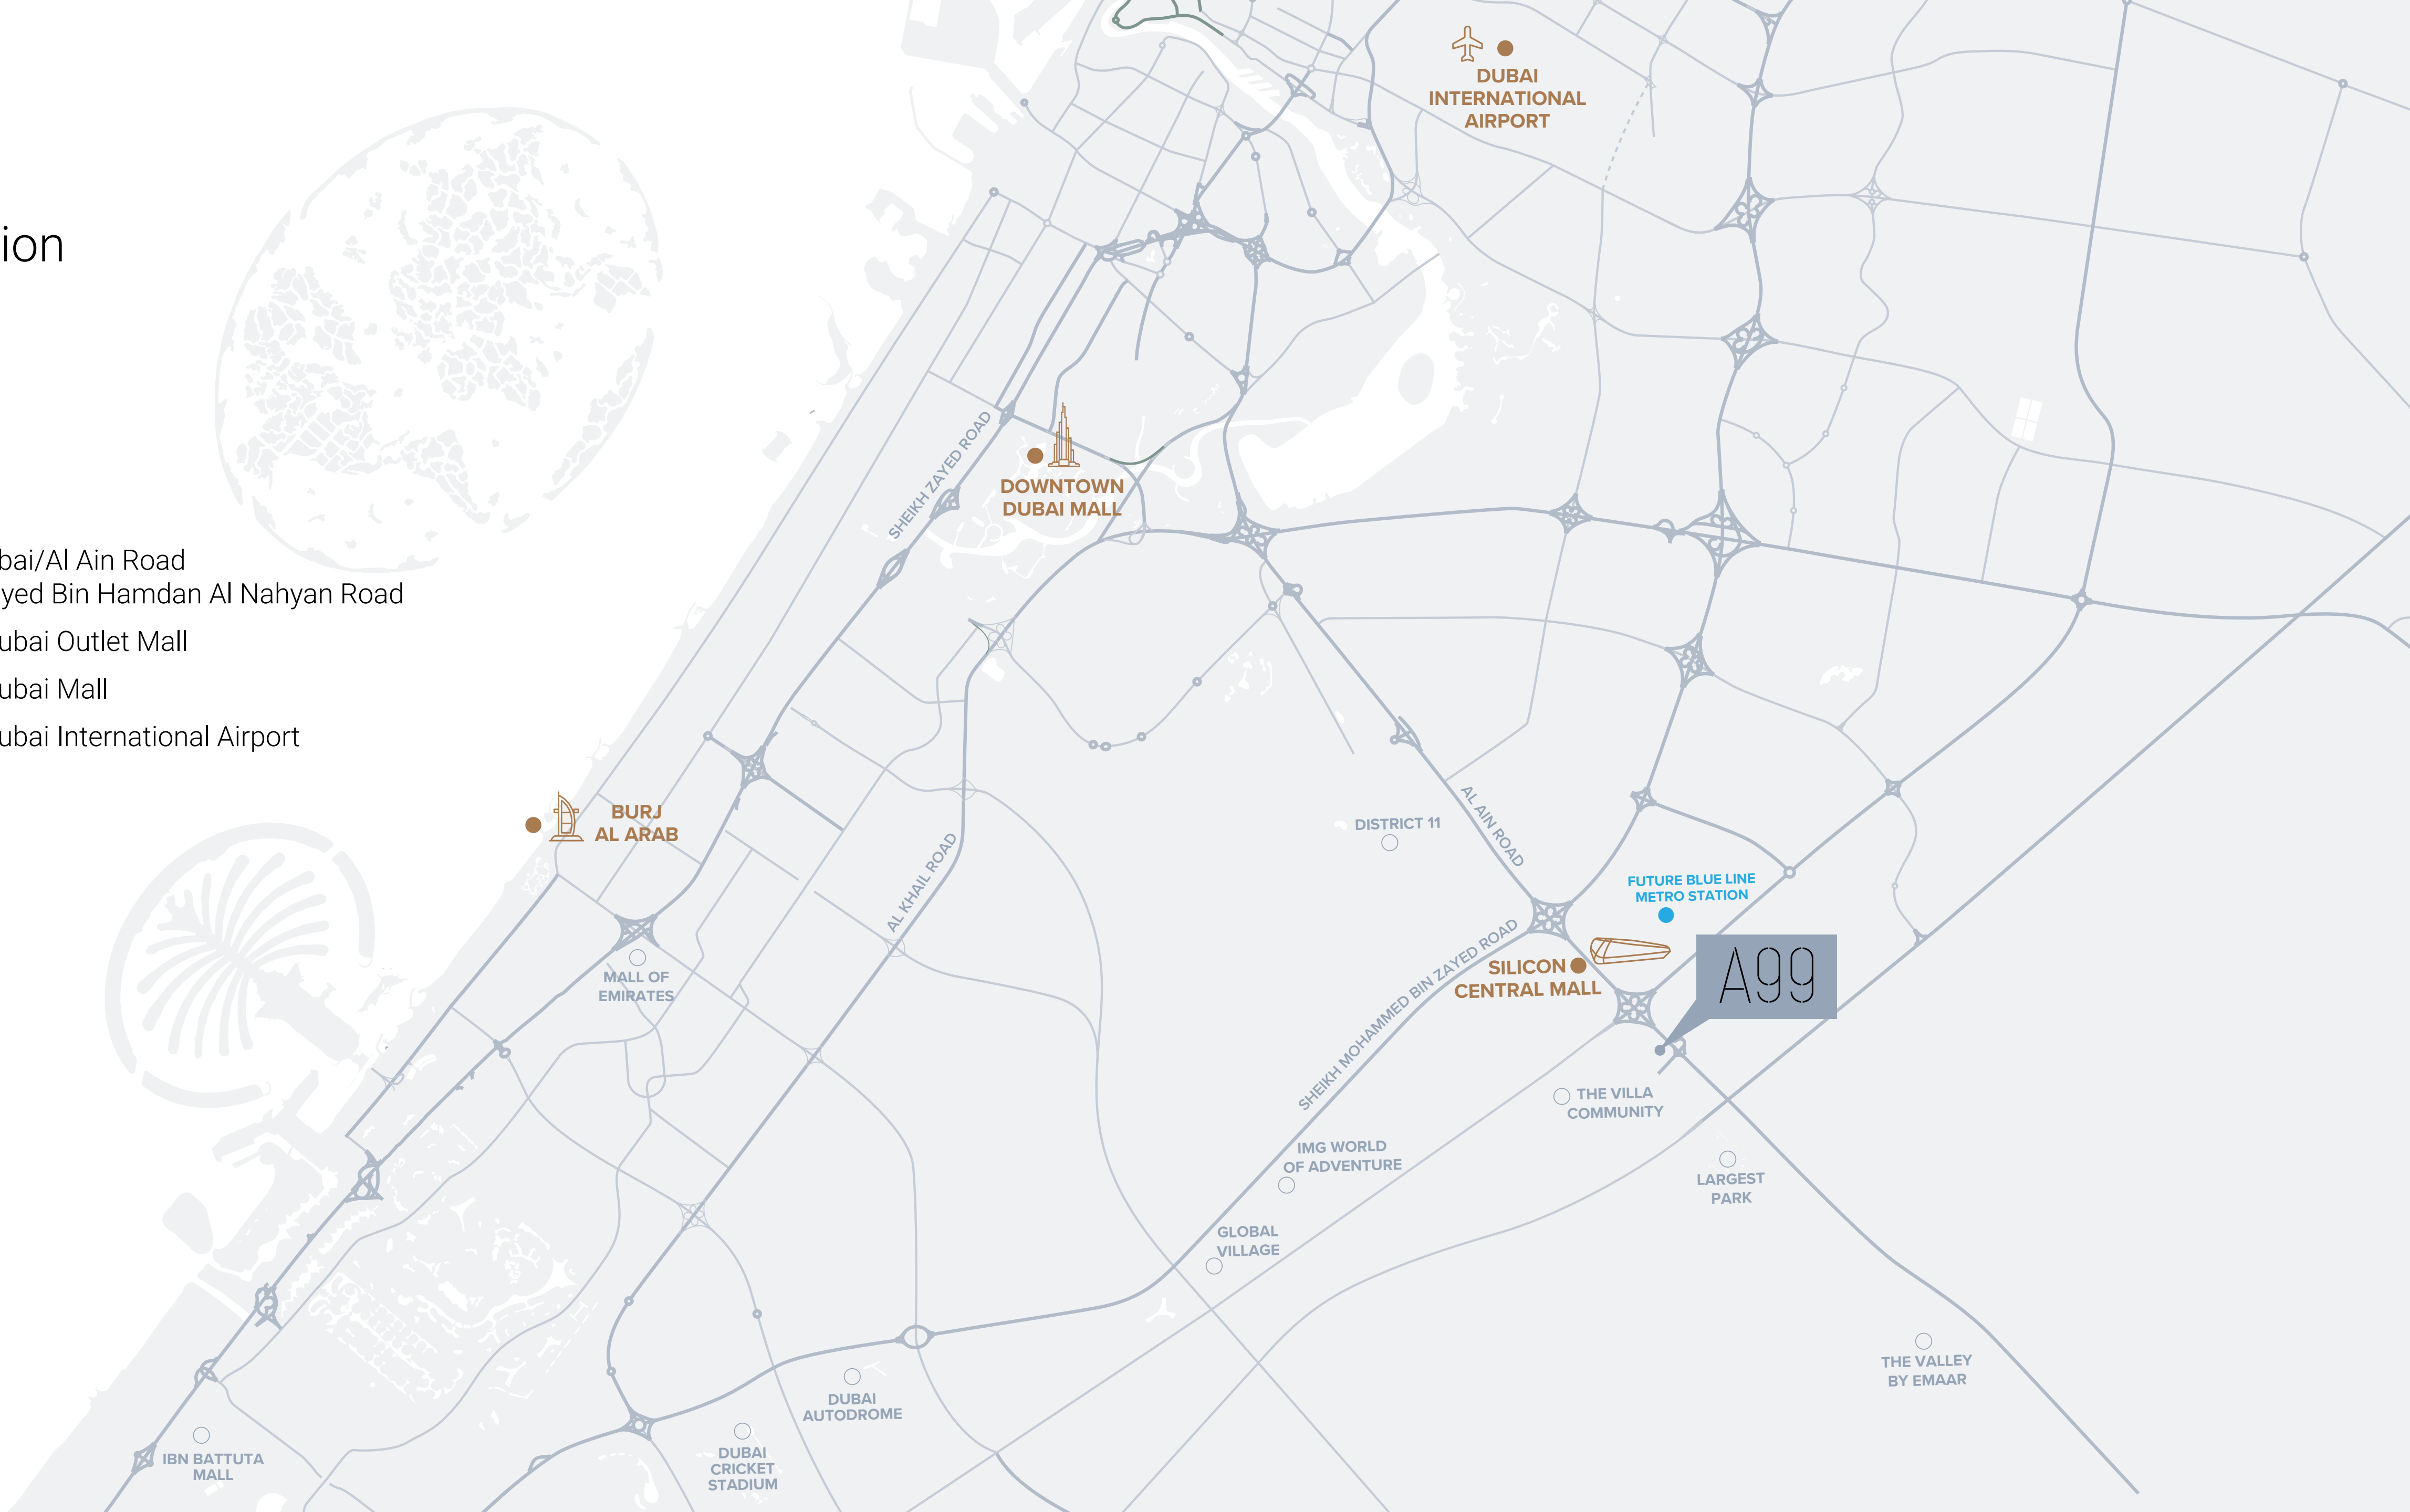 ion
bai/Al Ain Road
yed Bin Hamdan Al Nahyan Road
ubai Outlet Mall
ubai Mall
ubai International Airport
DUBAI
INTERNATIONAL
AIRPORT
SHEIKH ZAYED ROAD
DOWNTOWN
DUBAI MALL
BURJ
AL ARAB
AL KHAIL ROAD
MALL OF
EMIRATES
DISTRICT 11
AL AIN ROAD
FUTURE BLUE LINE
METRO STATION
SHEIKH MOHAMMED BIN ZAYED ROAD
SILICON
CENTRAL MALL
A99
THE VILLA
COMMUNITY
IMG WORLD
OF ADVENTURE
LARGEST
PARK
GLOBAL
VILLAGE
THE VALLEY
BY EMAAR
DUBAI
AUTODROME
DUBAI
CRICKET
STADIUM
IBN BATTUTA
MALL